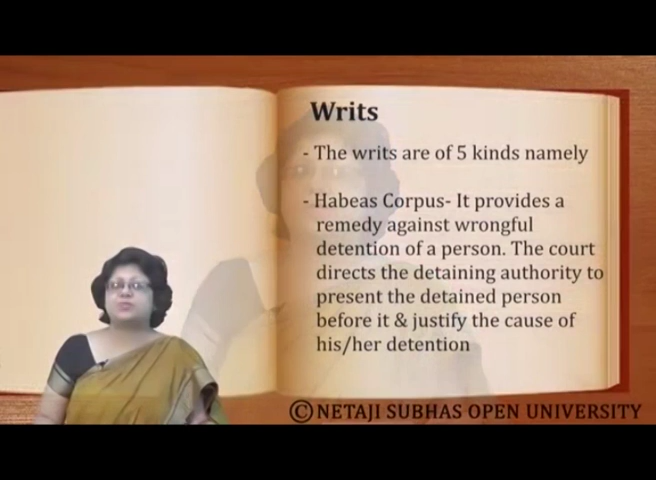 Writs
- The writs are of 5 kinds namely
- Habeas Corpus- It provides a
remedy against wrongful
detention of a person. The court
directs the detaining authority to
present the detained person
before it & justify the cause of
his/her detention
©NETAJI SUBHAS OPEN UNIVERSITY